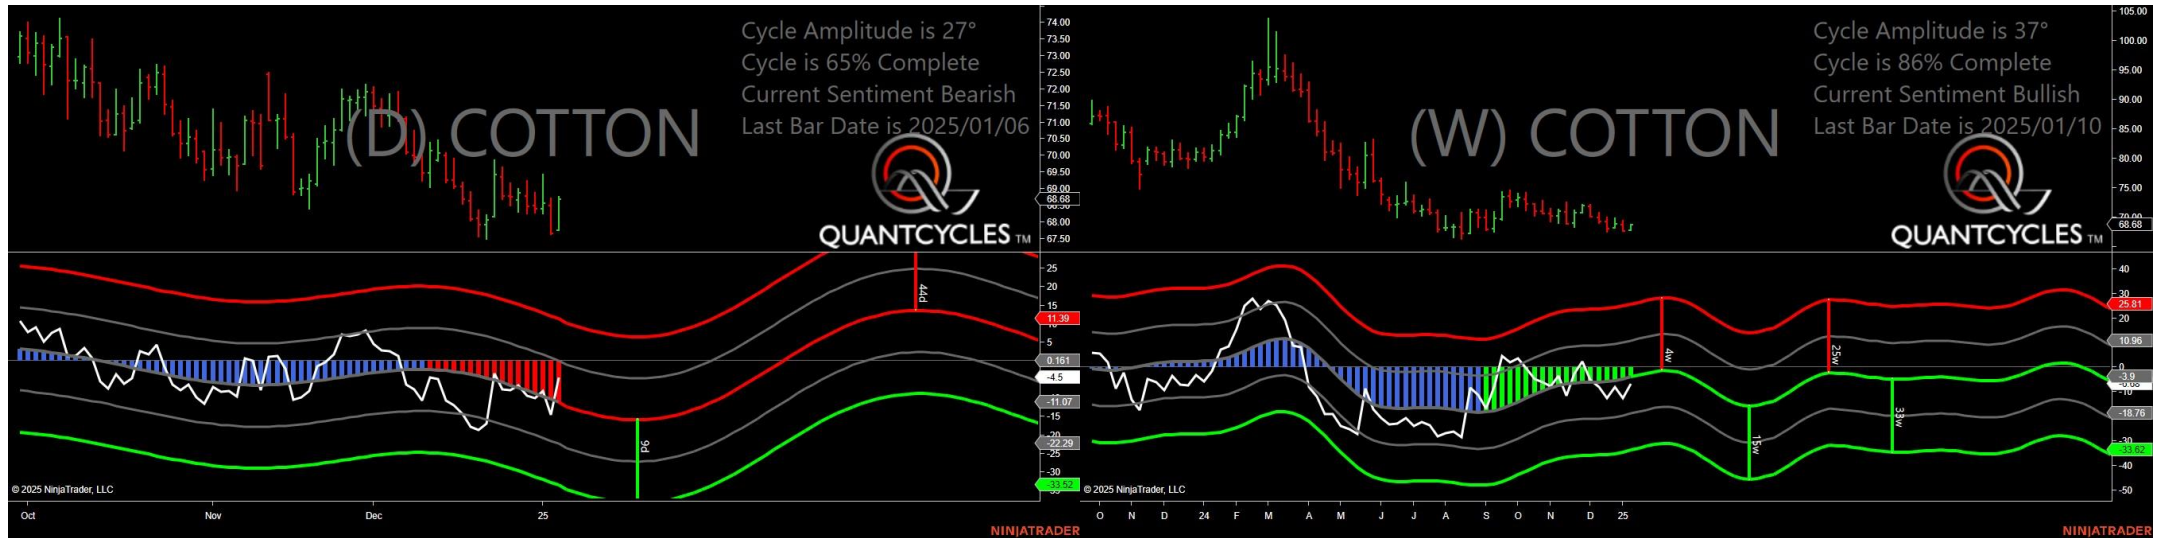 Cycle Amplitude is 27°
Cycle is 65% Complete
Current Sentiment Bearish
Last Bar Date is 2025/01/06
(D) COTTON
QUANTCYCLES TM
74.00
73.50
73.00
72.50
72.00
71.50
71.00
70.50
70.00
69.50
69.00
68.68
68.00
67.50
25
20
15
11.39
5
0.161
-4.5
-11.07
-15
-20
-22.29
-25
-30
-33.52
44d
9d
© 2025 NinjaTrader, LLC
Oct
Nov
Dec
25
NINJATRADER
Cycle Amplitude is 37°
Cycle is 86% Complete
Current Sentiment Bullish
Last Bar Date is 2025/01/10
(W) COTTON
QUANTCYCLES TM
105.00
100.00
95.00
90.00
85.00
80.00
75.00
70.00
68.68
40
30
25.81
20
10.96
0
-3.9
-10
-18.76
-30
-33.62
-40
-50
4w
15w
25w
33w
© 2025 NinjaTrader, LLC
O N D 24 F M A M J J A S O N D 25
NINJATRADER